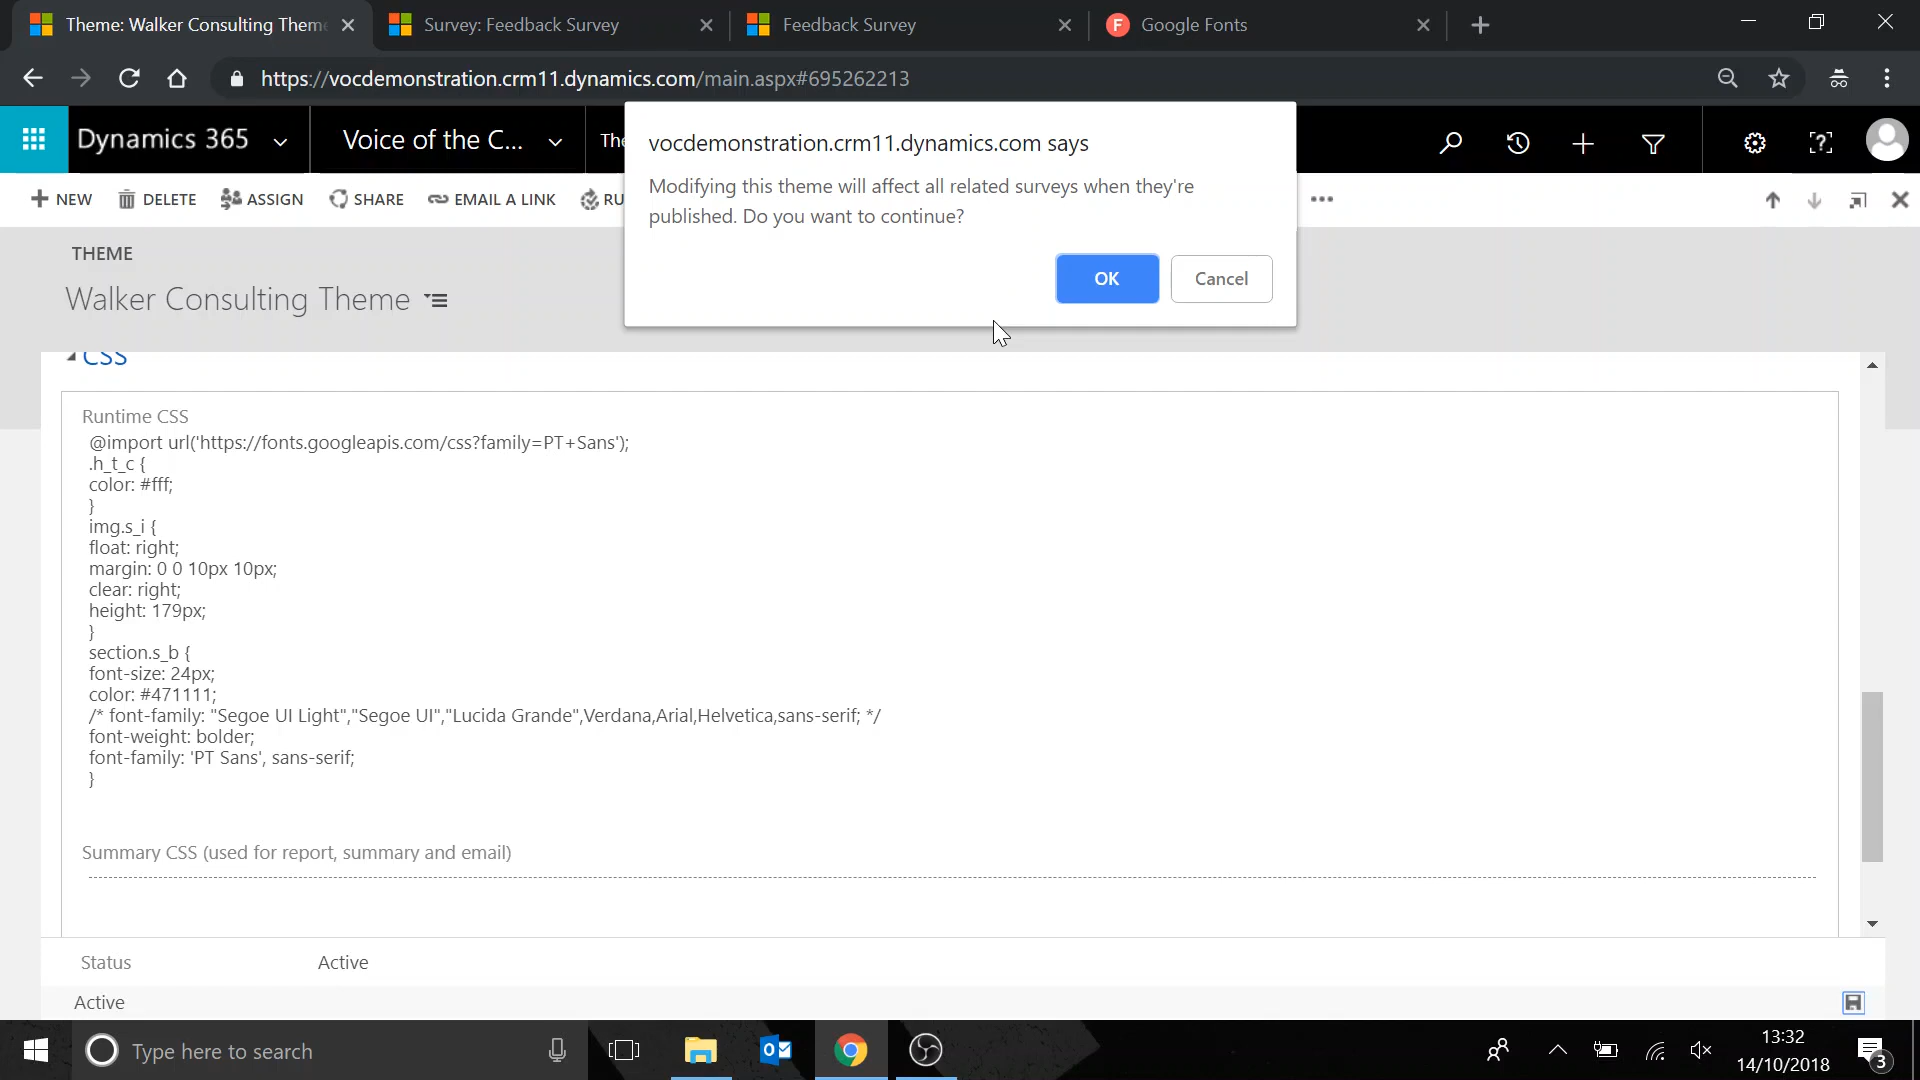 Theme: Walker Consulting Theme
Survey: Feedback Survey
Feedback Survey
F
Google Fonts
https://vocdemonstration.crm11.dynamics.com/main.aspx#695262213
Dynamics 365
Voice of the C...
vocdemonstration.crm11.dynamics.com says
Modifying this theme will affect all related surveys when they're
published. Do you want to continue?
OK
Cancel
NEW
DELETE
ASSIGN
SHARE
EMAIL A LINK
THEME
Walker Consulting Theme
CSS
Runtime CSS
@import url('https://fonts.googleapis.com/css?family=PT+Sans');
.h_t_c {
color: #fff;
}
img.s_i {
float: right;
margin: 0 0 10px 10px;
clear: right;
height: 179px;
}
section.s_b {
font-size: 24px;
color: #471111;
/* font-family: "Segoe UI Light","Segoe UI","Lucida Grande",Verdana,Arial,Helvetica,sans-serif; */
font-weight: bolder;
font-family: 'PT Sans', sans-serif;
}
Summary CSS (used for report, summary and email)
Status
Active
Active
Type here to search
13:32
14/10/2018
3